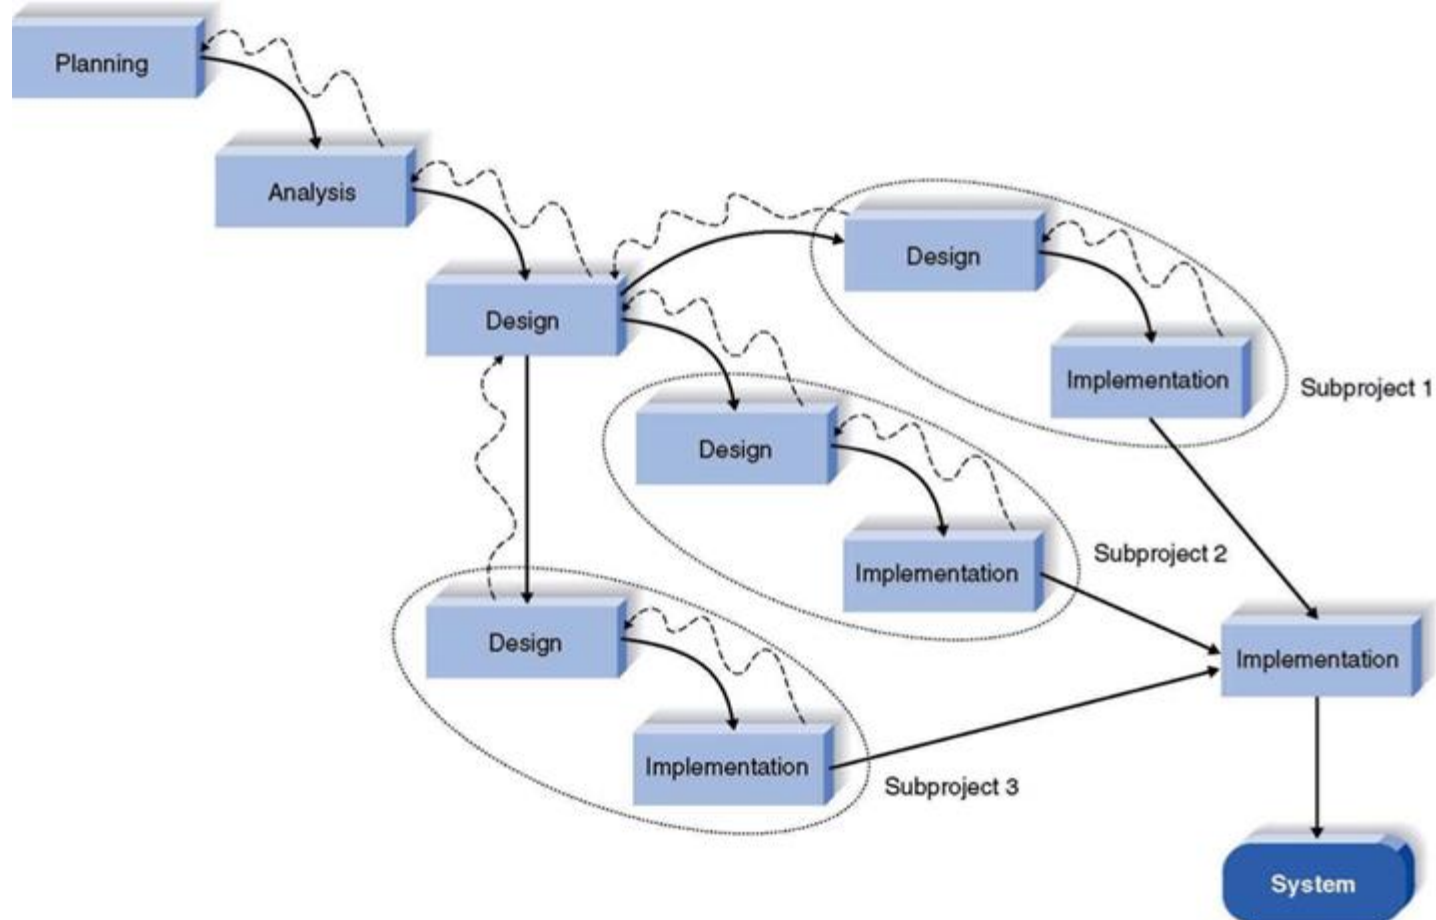 Planning
Analysis
Design
Design
Implementation
Subproject 1
Design
Implementation
Subproject 2
Design
Implementation
Subproject 3
Implementation
System